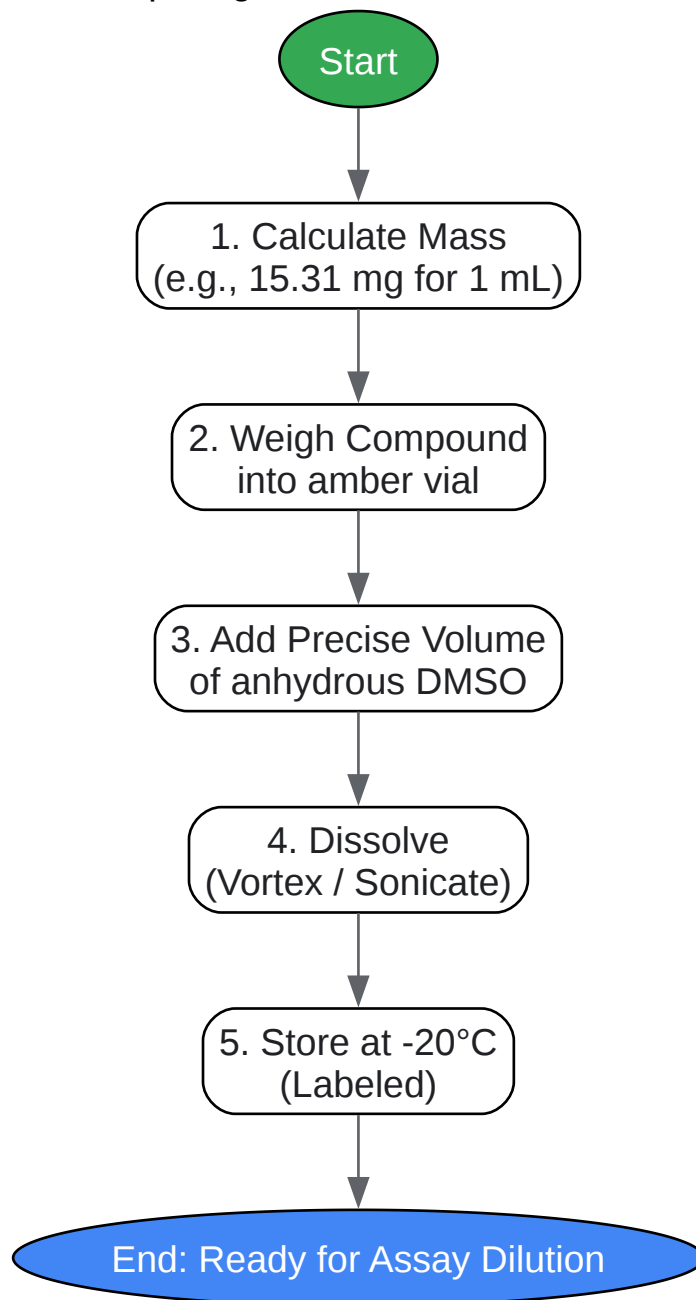 Start
1. Calculate Mass
(e.g., 15.31 mg for 1 mL)
2. Weigh Compound
into amber vial
3. Add Precise Volume
of anhydrous DMSO
4. Dissolve
(Vortex / Sonicate)
5. Store at -20°C
(Labeled)
End: Ready for Assay Dilution